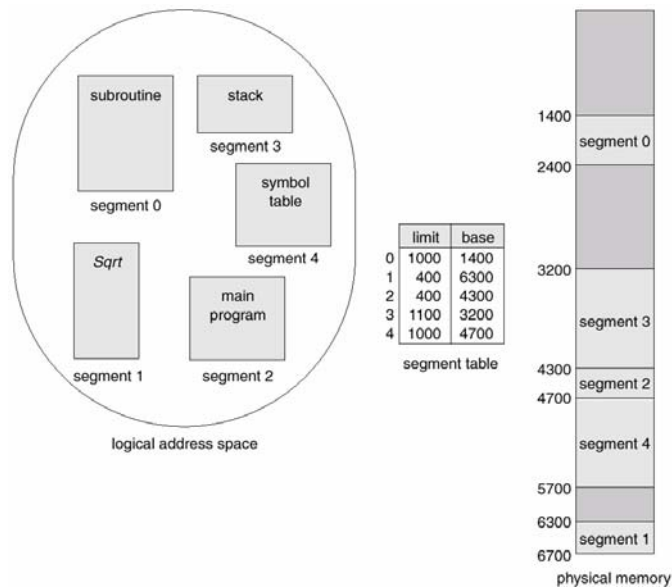 subroutine
segment 0
stack
segment 3
symbol
table
segment 4
Sqrt
segment 1
main
program
segment 2
logical address space
limit base
0 1000 1400
1 400 6300
2 400 4300
3 1100 3200
4 1000 4700
segment table
1400
segment 0
2400
3200
segment 3
4300
segment 2
4700
segment 4
5700
6300
segment 1
6700
physical memory